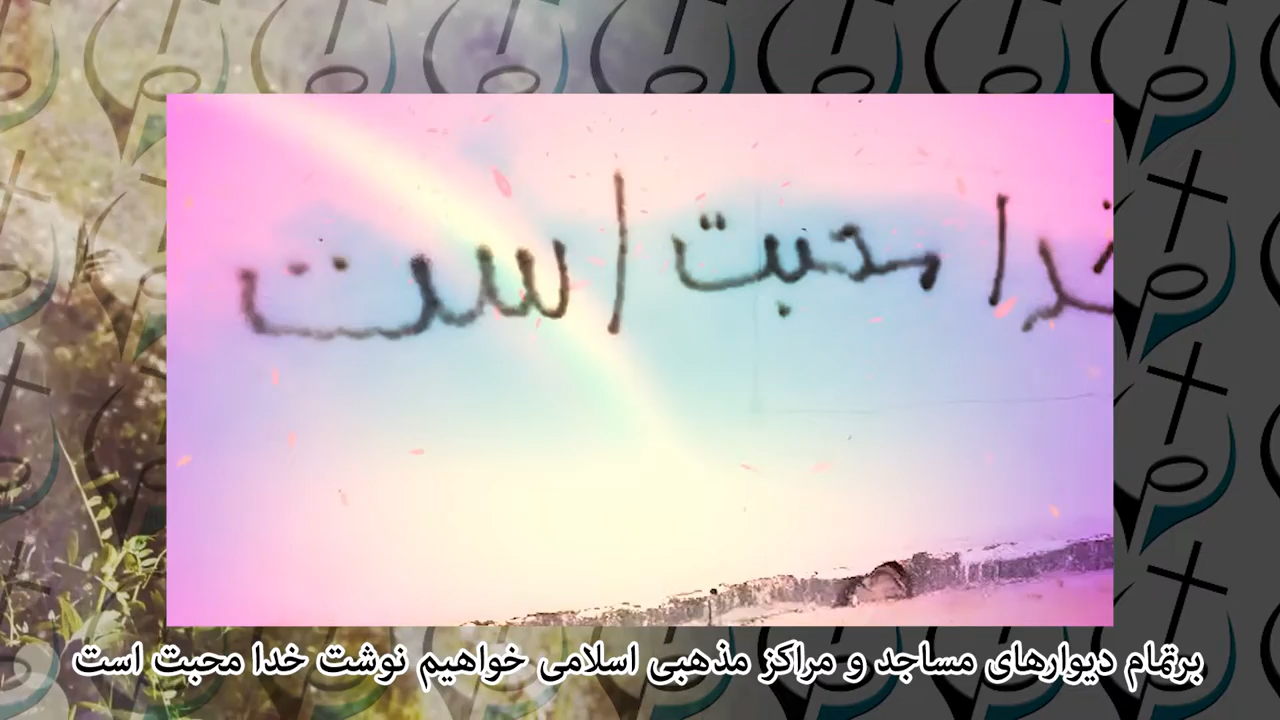 خدا محبت است
برتمام دیوارهای مساجد و مراکز مذهبی اسلامی خواهیم نوشت خدا محبت است